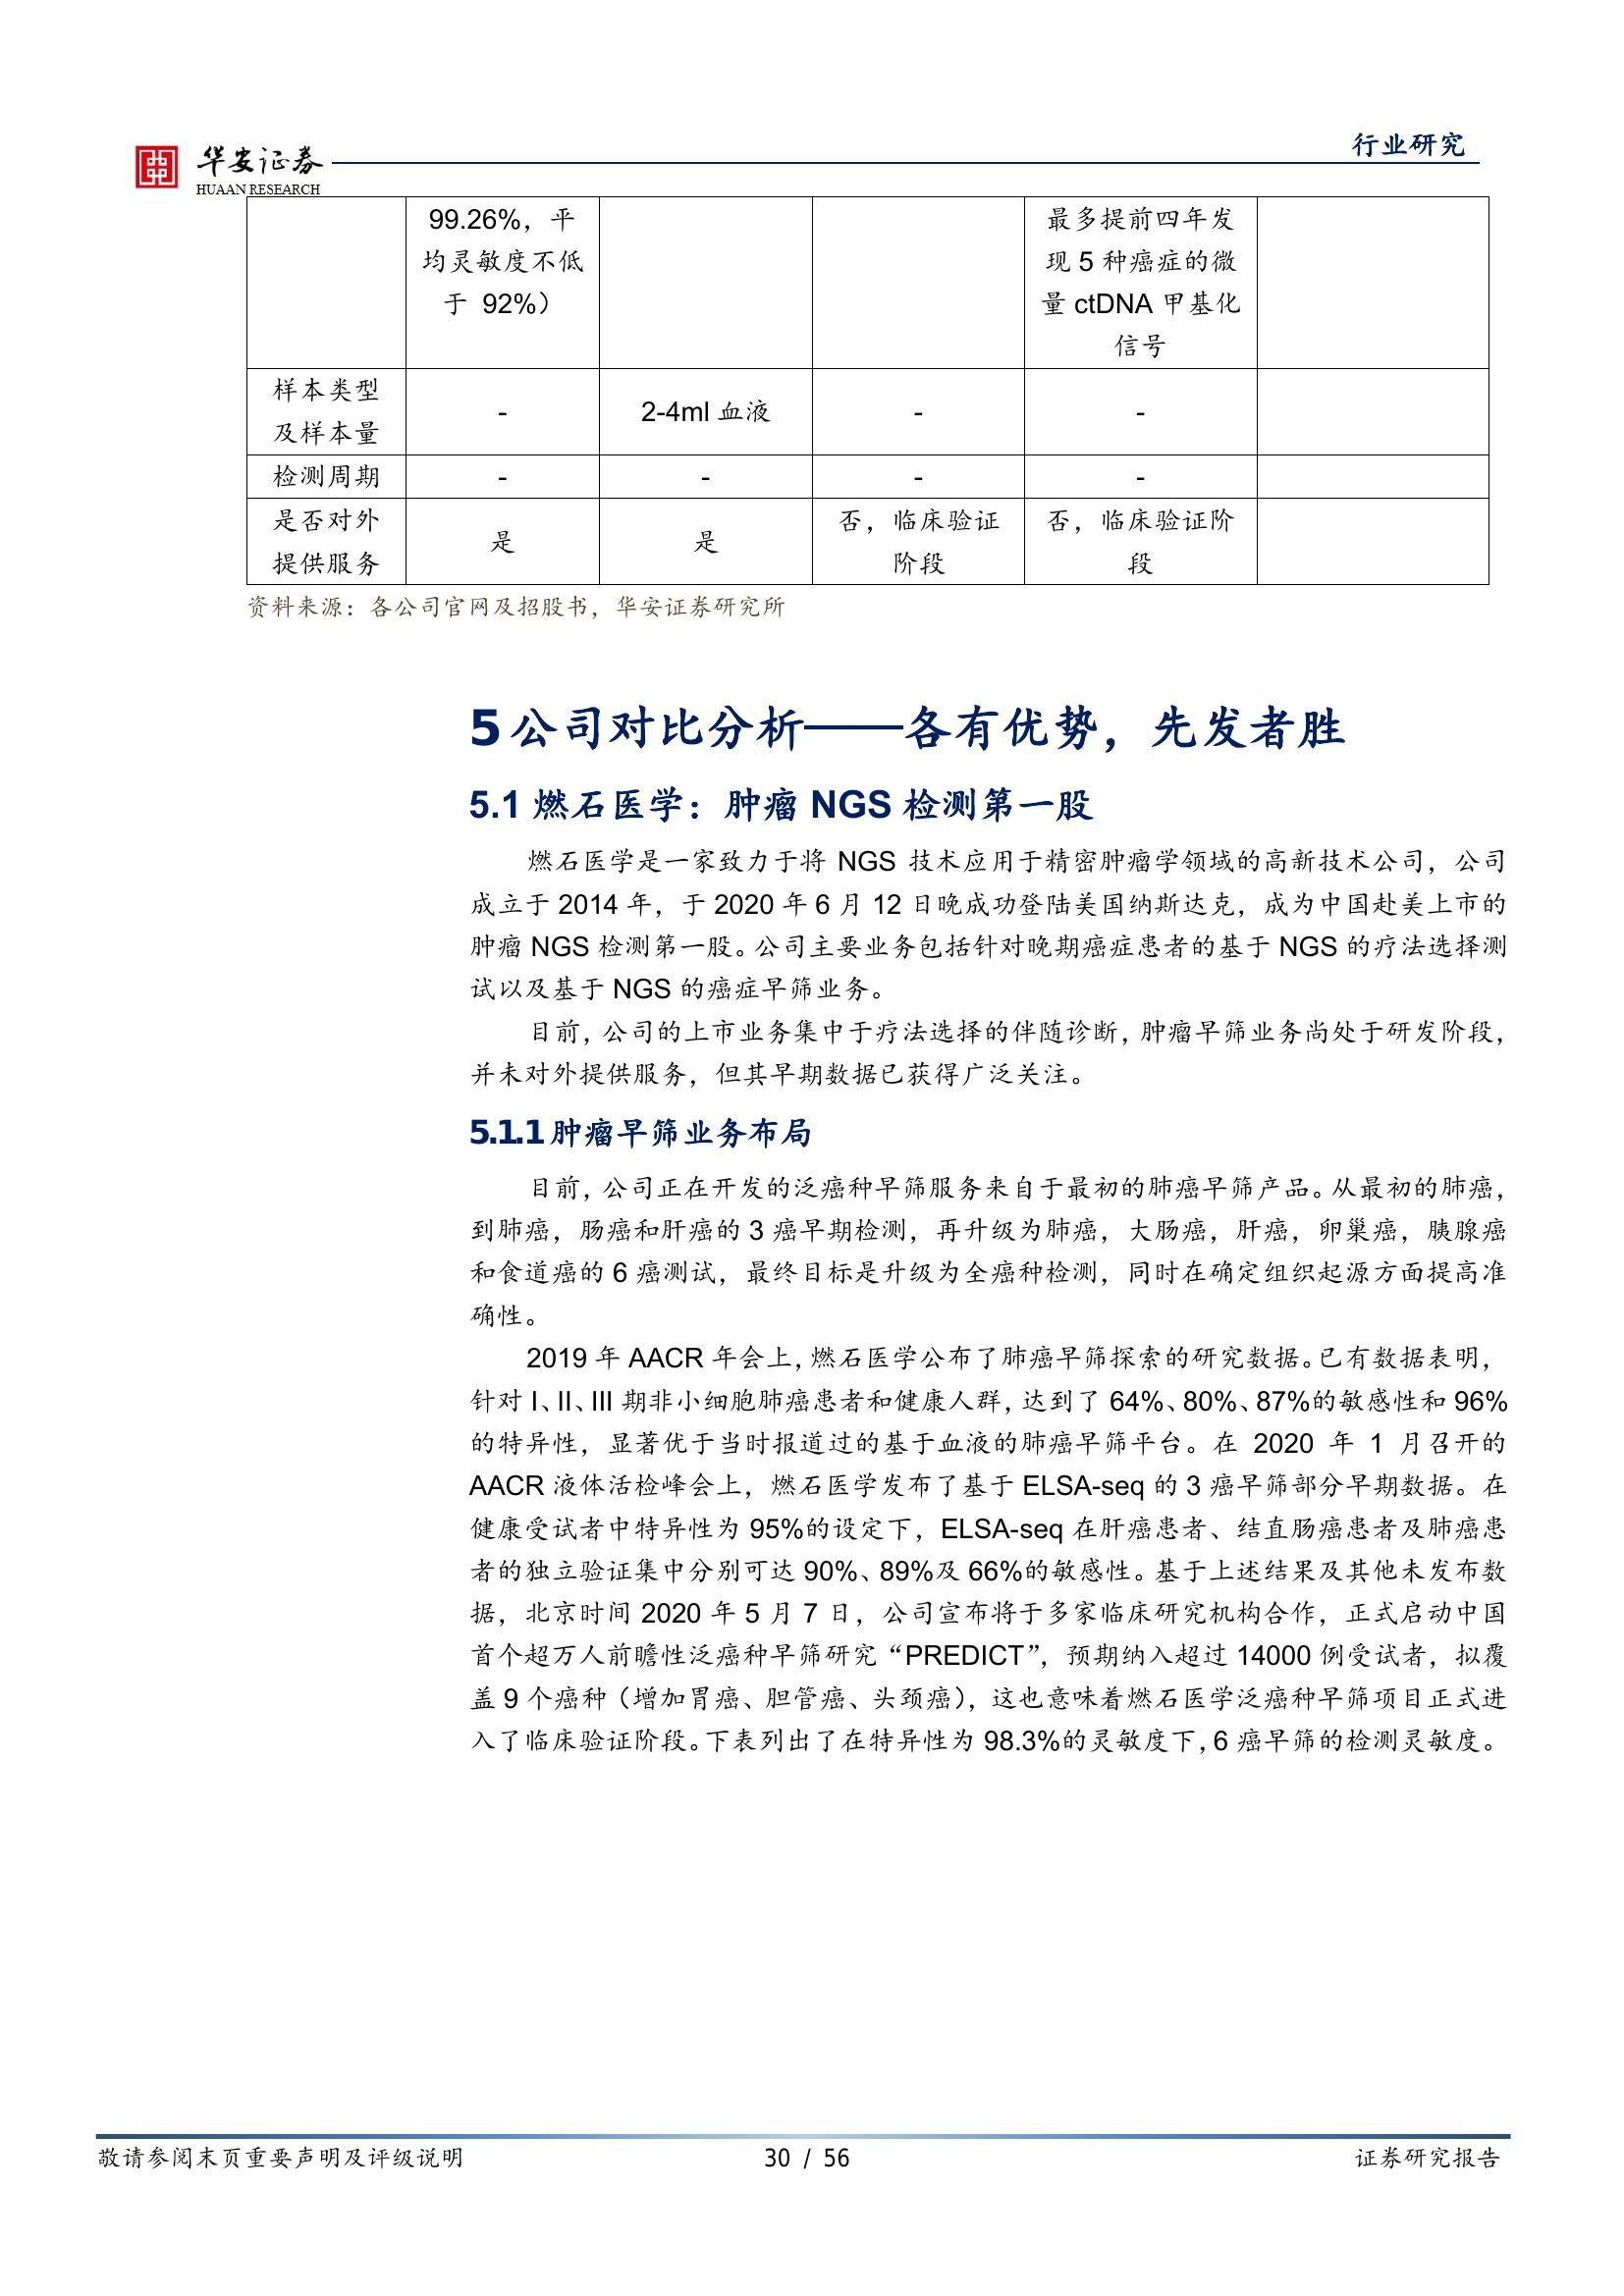 华安证券
HUAAN RESEARCH
行业研究
99.26%，平
均灵敏度不低
于 92%）
最多提前四年发
现 5 种癌症的微
量 ctDNA 甲基化
信号
样本类型
及样本量
-
2-4ml 血液
-
-
检测周期
-
-
-
-
是否对外
提供服务
是
是
否，临床验证
阶段
否，临床验证阶
段
资料来源：各公司官网及招股书，华安证券研究所
5 公司对比分析——各有优势，先发者胜
5.1 燃石医学：肿瘤 NGS 检测第一股
燃石医学是一家致力于将 NGS 技术应用于精密肿瘤学领域的高新技术公司，公司
成立于 2014 年，于 2020 年 6 月 12 日晚成功登陆美国纳斯达克，成为中国赴美上市的
肿瘤 NGS 检测第一股。公司主要业务包括针对晚期癌症患者的基于 NGS 的疗法选择测
试以及基于 NGS 的癌症早筛业务。
目前，公司的上市业务集中于疗法选择的伴随诊断，肿瘤早筛业务尚处于研发阶段，
并未对外提供服务，但其早期数据已获得广泛关注。
5.1.1 肿瘤早筛业务布局
目前，公司正在开发的泛癌种早筛服务来自于最初的肺癌早筛产品。从最初的肺癌，
到肺癌，肠癌和肝癌的 3 癌早期检测，再升级为肺癌，大肠癌，肝癌，卵巢癌，胰腺癌
和食道癌的 6 癌测试，最终目标是升级为全癌种检测，同时在确定组织起源方面提高准
确性。
2019 年 AACR 年会上，燃石医学公布了肺癌早筛探索的研究数据。已有数据表明，
针对 I、II、III 期非小细胞肺癌患者和健康人群，达到了 64%、80%、87%的敏感性和 96%
的特异性，显著优于当时报道过的基于血液的肺癌早筛平台。在 2020 年 1 月召开的
AACR 液体活检峰会上，燃石医学发布了基于 ELSA-seq 的 3 癌早筛部分早期数据。在
健康受试者中特异性为 95%的设定下，ELSA-seq 在肝癌患者、结直肠癌患者及肺癌患
者的独立验证集中分别可达 90%、89%及 66%的敏感性。基于上述结果及其他未发布数
据，北京时间 2020 年 5 月 7 日，公司宣布将于多家临床研究机构合作，正式启动中国
首个超万人前瞻性泛癌种早筛研究“PREDICT”，预期纳入超过 14000 例受试者，拟覆
盖 9 个癌种（增加胃癌、胆管癌、头颈癌），这也意味着燃石医学泛癌种早筛项目正式进
入了临床验证阶段。下表列出了在特异性为 98.3%的灵敏度下，6 癌早筛的检测灵敏度。
敬请参阅末页重要声明及评级说明
30 / 56
证券研究报告